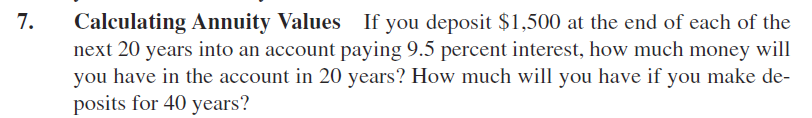 7. Calculating Annuity Values If you deposit $1,500 at the end of each of the
next 20 years into an account paying 9.5 percent interest, how much money will
you have in the account in 20 years? How much will you have if you make de-
posits for 40 years?